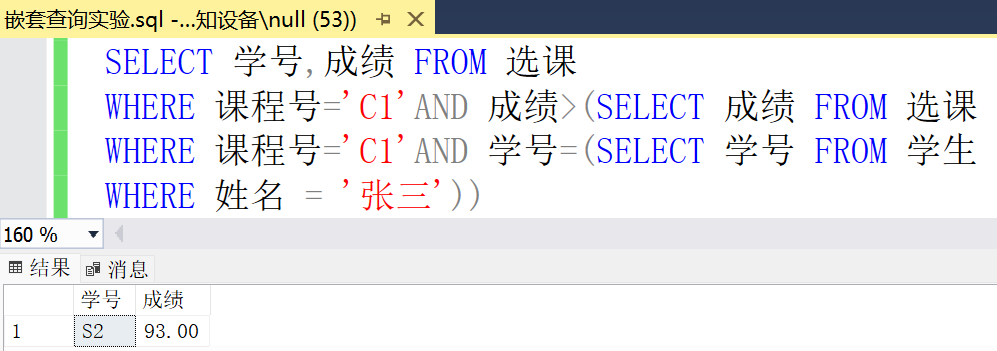 嵌套查询实验.sql -...知设备\null (53))
SELECT 学号,成绩 FROM 选课
WHERE 课程号='C1'AND 成绩>(SELECT 成绩 FROM 选课
WHERE 课程号='C1'AND 学号=(SELECT 学号 FROM 学生
WHERE 姓名 = '张三'))
160 %
结果 消息
学号 成绩
1 S2 93.00